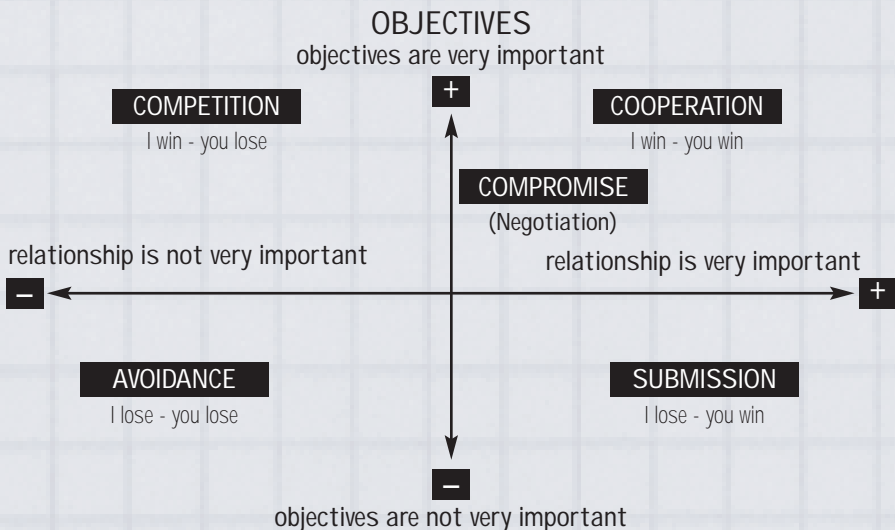 OBJECTIVES
objectives are very important
+
COMPETITION
I win - you lose
COOPERATION
I win - you win
COMPROMISE
(Negotiation)
relationship is not very important
relationship is very important
–
+
AVOIDANCE
I lose - you lose
SUBMISSION
I lose - you win
–
objectives are not very important